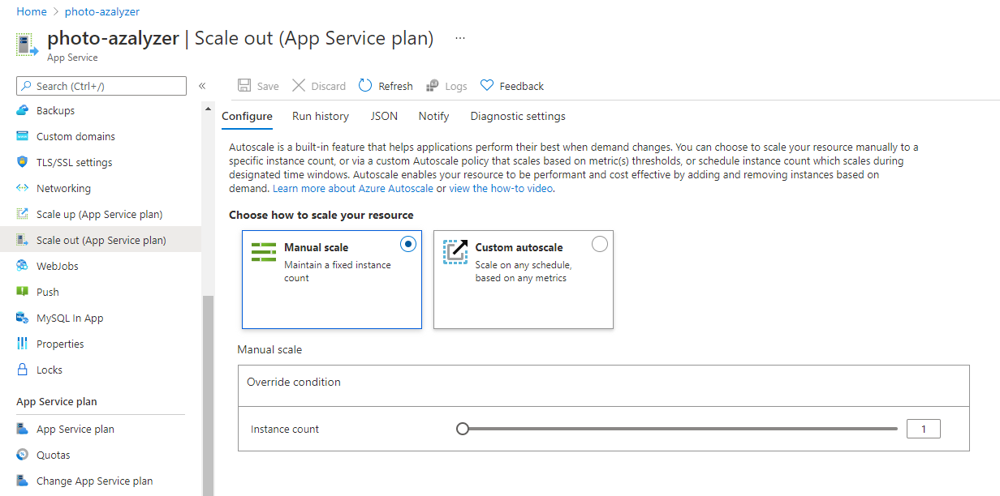 Home > photo-azalyzer
photo-azalyzer | Scale out (App Service plan) ...
App Service
Search (Ctrl+/) «
Backups
Custom domains
TLS/SSL settings
Networking
Scale up (App Service plan)
Scale out (App Service plan)
WebJobs
Push
MySQL In App
Properties
Locks
App Service plan
App Service plan
Quotas
Change App Service plan
Save Discard Refresh Logs Feedback
Configure Run history JSON Notify Diagnostic settings
Autoscale is a built-in feature that helps applications perform their best when demand changes. You can choose to scale your resource manually to a
specific instance count, or via a custom Autoscale policy that scales based on metric(s) thresholds, or schedule instance count which scales during
designated time windows. Autoscale enables your resource to be performant and cost effective by adding and removing instances based on
demand. Learn more about Azure Autoscale or view the how-to video.
Choose how to scale your resource
Manual scale
Maintain a fixed instance
count
Custom autoscale
Scale on any schedule,
based on any metrics
Manual scale
Override condition
Instance count 1